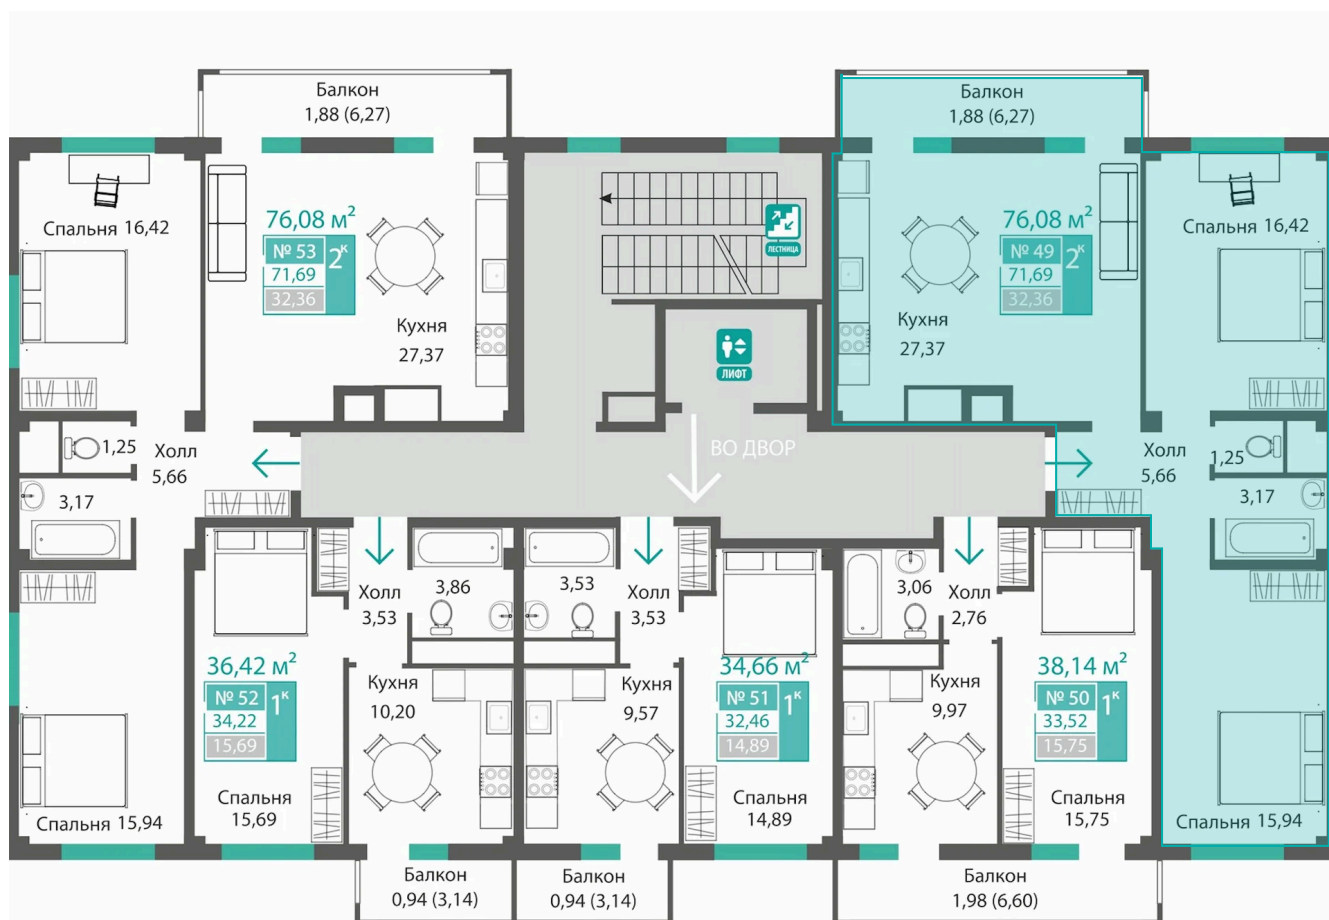 Балкон
1,88 (6,27)
Балкон
1,88 (6,27)
Спальня 16,42
76,08 м²
№ 53
71,69
32,36
2ᴷ
Кухня
27,37
ЛЕСТНИЦА
ЛИФТ
76,08 м²
№ 49
71,69
32,36
2ᴷ
Кухня
27,37
Спальня 16,42
1,25
Холл
5,66
3,17
ВО ДВОР
Холл
5,66
1,25
3,17
Холл
3,53
3,86
3,53
Холл
3,53
3,06
Холл
2,76
36,42 м²
№ 52
34,22
15,69
1ᴷ
Кухня
10,20
Кухня
9,57
34,66 м²
№ 51
32,46
14,89
1ᴷ
Кухня
9,97
38,14 м²
№ 50
33,52
15,75
1ᴷ
Спальня 15,94
Спальня
15,69
Спальня
14,89
Спальня
15,75
Спальня 15,94
Балкон
0,94 (3,14)
Балкон
0,94 (3,14)
Балкон
1,98 (6,60)